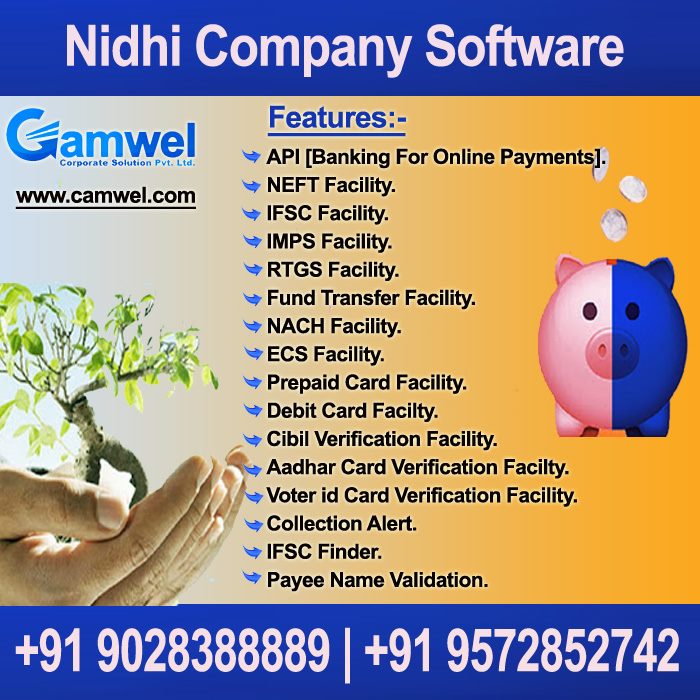 Nidhi Company Software
Camwel
Corporate Solution Pvt. Ltd.
www.camwel.com
Features:-
API [Banking For Online Payments].
NEFT Facility.
IFSC Facility.
IMPS Facility.
RTGS Facility.
Fund Transfer Facility.
NACH Facility.
ECS Facility.
Prepaid Card Facility.
Debit Card Facilty.
Cibil Verification Facility.
Aadhar Card Verification Facilty.
Voter id Card Verification Facility.
Collection Alert.
IFSC Finder.
Payee Name Validation.
+91 9028388889 | +91 9572852742